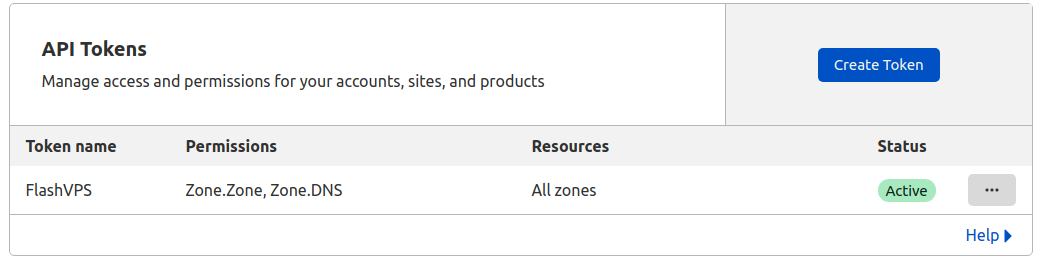 API Tokens
Manage access and permissions for your accounts, sites, and products
Create Token
Token name Permissions Resources Status
FlashVPS Zone.Zone, Zone.DNS All zones Active ...
Help